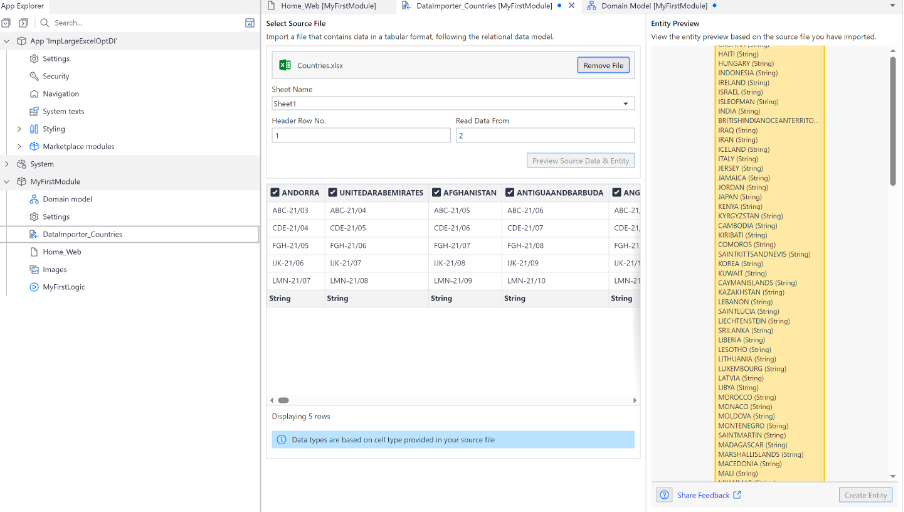 App Explorer
Search...
App 'ImpLargeExcelOptDI'
Settings
Security
Navigation
System texts
Styling
Marketplace modules
System
MyFirstModule
Domain model
Settings
DataImporter_Countries
Home_Web
Images
MyFirstLogic
Home_Web [MyFirstModule]
DataImporter_Countries [MyFirstModule]
Domain Model [MyFirstModule]
Select Source File
Import a file that contains data in a tabular format, following the relational data model.
Countries.xlsx
Remove File
Sheet Name
Sheet1
Header Row No.
Read Data From
1
2
Preview Source Data & Entity
ANDORRA UNITEDARABEMIRATES AFGHANISTAN ANTIGUAANDBARBUDA ANG
ABC-21/03 ABC-21/04 ABC-21/05 ABC-21/06 ABC-21,
CDE-21/04 CDE-21/05 CDE-21/06 CDE-21/07 CDE-21/
FGH-21/05 FGH-21/06 FGH-21/07 FGH-21/08 FGH-21
IJK-21/06 IJK-21/07 IJK-21/08 IJK-21/09 IJK-21/1
LMN-21/07 LMN-21/08 LMN-21/09 LMN-21/10 LMN-21
String String String String String
Displaying 5 rows
Data types are based on cell type provided in your source file
Entity Preview
View the entity preview based on the source file you have imported.
HAITI (String)
HUNGARY (String)
INDONESIA (String)
IRELAND (String)
ISRAEL (String)
ISLEOFMAN (String)
INDIA (String)
BRITISHINDIANOCEANTERRITO...
IRAQ (String)
IRAN (String)
ICELAND (String)
ITALY (String)
JERSEY (String)
JAMAICA (String)
JORDAN (String)
JAPAN (String)
KENYA (String)
KYRGYZSTAN (String)
CAMBODIA (String)
KIRIBATI (String)
COMOROS (String)
SAINTKITTSANDNEVIS (String)
KOREA (String)
KUWAIT (String)
CAYMANISLANDS (String)
KAZAKHSTAN (String)
LEBANON (String)
SAINTLUCIA (String)
LIECHTENSTEIN (String)
SRILANKA (String)
LIBERIA (String)
LESOTHO (String)
LITHUANIA (String)
LUXEMBOURG (String)
LATVIA (String)
LIBYA (String)
MOROCCO (String)
MONACO (String)
MOLDOVA (String)
MONTENEGRO (String)
SAINTMARTIN (String)
MADAGASCAR (String)
MARSHALLISLANDS (String)
MACEDONIA (String)
MALI (String)
Share Feedback
Create Entity